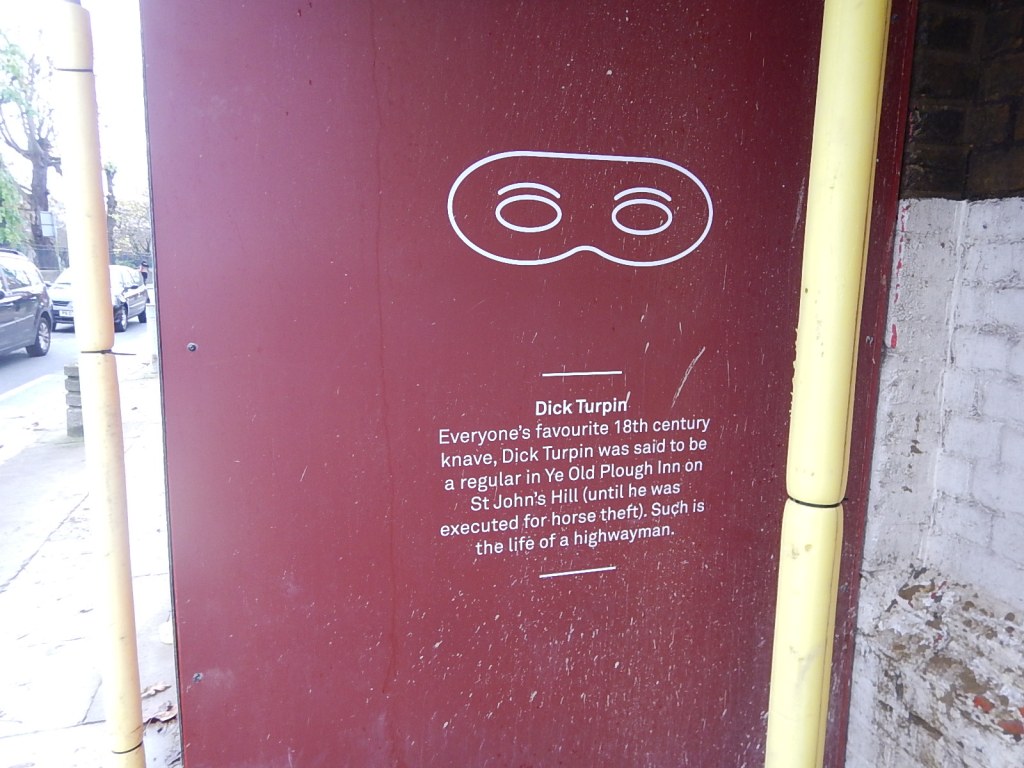 Dick Turpin
Everyone's favourite 18th century
knave, Dick Turpin was said to be
a regular in Ye Old Plough Inn on
St John's Hill (until he was
executed for horse theft). Such is
the life of a highwayman.